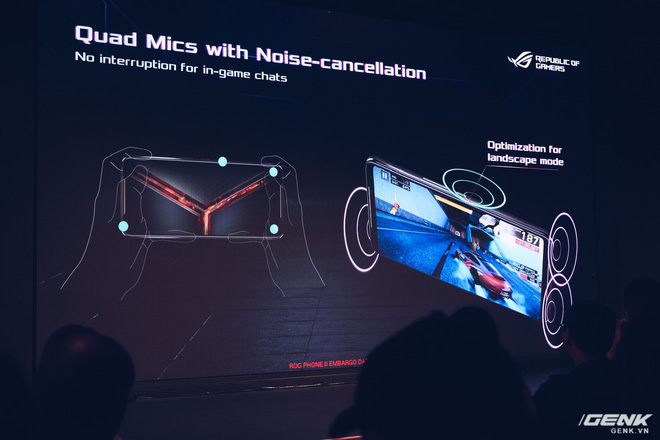 Quad Mics with Noise-cancellation
No interruption for in-game chats
REPUBLIC OF
GAMERS
Optimization for
landscape mode
187
ROG PHONE II EMBARGO DA
GENK
GENK.VN